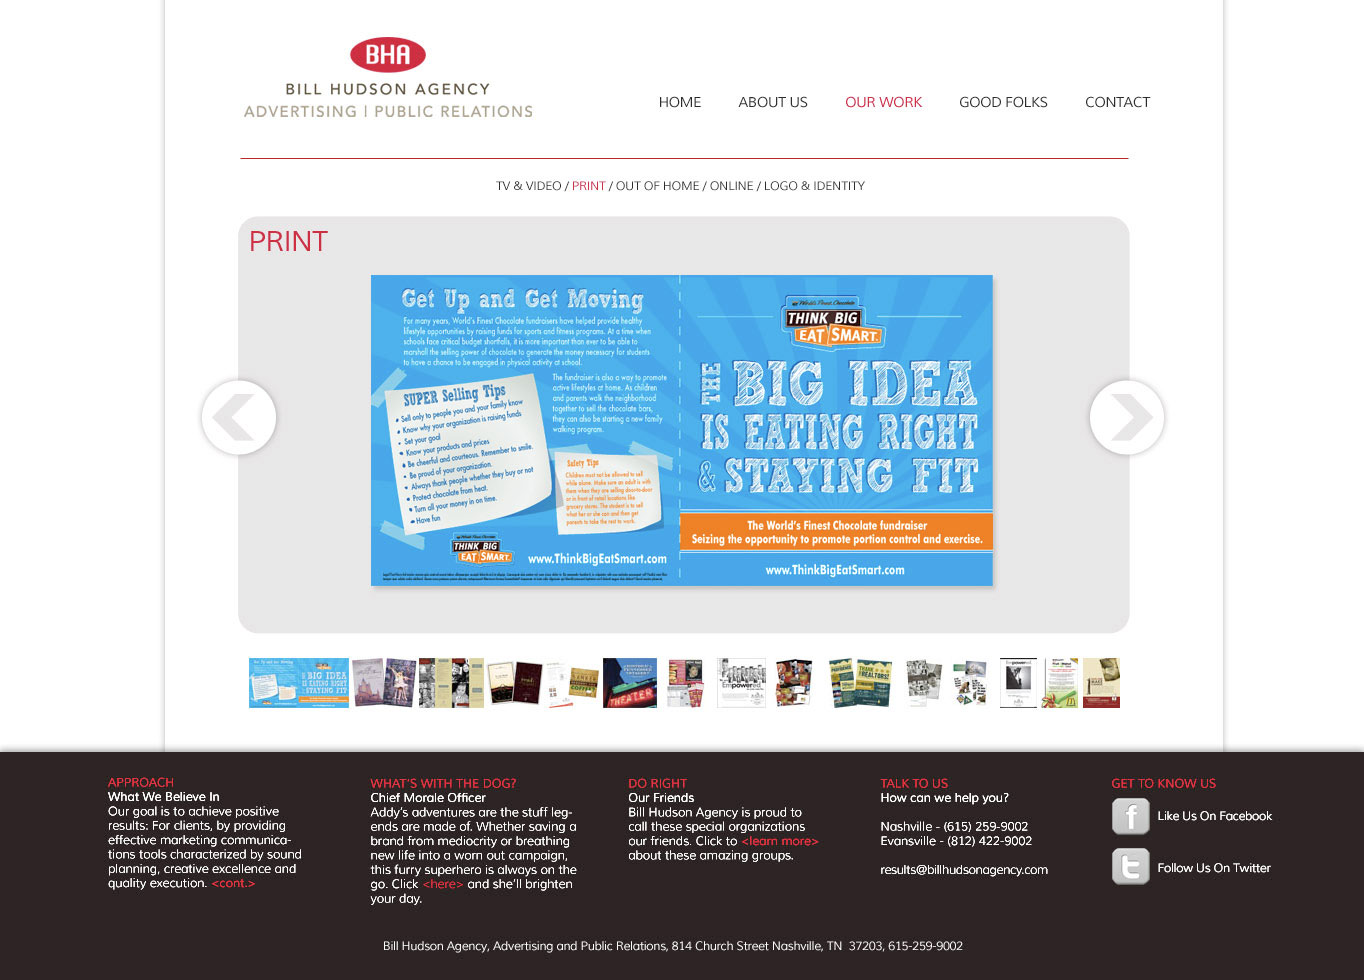 BHA
BILL HUDSON AGENCY
ADVERTISING | PUBLIC RELATIONS
HOME ABOUT US OUR WORK GOOD FOLKS CONTACT
TV & VIDEO / PRINT / OUT OF HOME / ONLINE / LOGO & IDENTITY
PRINT
Get Up and Get Moving
For many years, World's Finest Chocolate fundraisers have helped provide healthy
lifestyle opportunities by raising funds for sports and fitness programs. At a time when
schools face critical budget shortfalls, it is more important than ever to be able to
marshall the selling power of chocolate to generate the money necessary for students
to have a chance to be engaged in physical activity at school.
The fundraiser is also a way to promote
active lifestyles at home. As children
and parents walk the neighborhood
together to sell the chocolate bars,
they can also be starting a new family
walking program.
SUPER Selling Tips
Sell only to people you and your family know
Know why your organization is raising funds
Set your goal
Know your products and prices
Be cheerful and courteous. Remember to smile.
Be proud of your organization.
Always thank people whether they buy or not
Protect chocolate from heat.
Turn all your money in on time.
Have fun
Safety Tips
Children must not be allowed to sell
while alone. Make sure an adult is with
them when they are selling door-to-door
or in front of retail locations like
grocery stores. The student is to sell
what her or she can and then get
parents to take the rest to work.
THINK BIG
EAT SMART.
www.ThinkBigEatSmart.com
World's Finest Chocolate
THINK BIG
EAT SMART.
THE BIG IDEA
IS EATING RIGHT
& STAYING FIT
The World's Finest Chocolate fundraiser
Seizing the opportunity to promote portion control and exercise.
www.ThinkBigEatSmart.com
Get Up and Get Moving
THE BIG IDEA
IS EATING RIGHT
& STAYING FIT
THEATER
COFFEE
Empowered
THANK
REALTORS!
APPROACH
What We Believe In
Our goal is to achieve positive
results: For clients, by providing
effective marketing communica-
tions tools characterized by sound
planning, creative excellence and
quality execution. <cont.>
WHAT'S WITH THE DOG?
Chief Morale Officer
Addy's adventures are the stuff leg-
ends are made of. Whether saving a
brand from mediocrity or breathing
new life into a worn out campaign,
this furry superhero is always on the
go. Click <here> and she'll brighten
your day.
DO RIGHT
Our Friends
Bill Hudson Agency is proud to
call these special organizations
our friends. Click to <learn more>
about these amazing groups.
TALK TO US
How can we help you?
Nashville - (615) 259-9002
Evansville - (812) 422-9002
results@billhudsonagency.com
GET TO KNOW US
f Like Us On Facebook
t Follow Us On Twitter
Bill Hudson Agency, Advertising and Public Relations, 814 Church Street Nashville, TN 37203, 615-259-9002